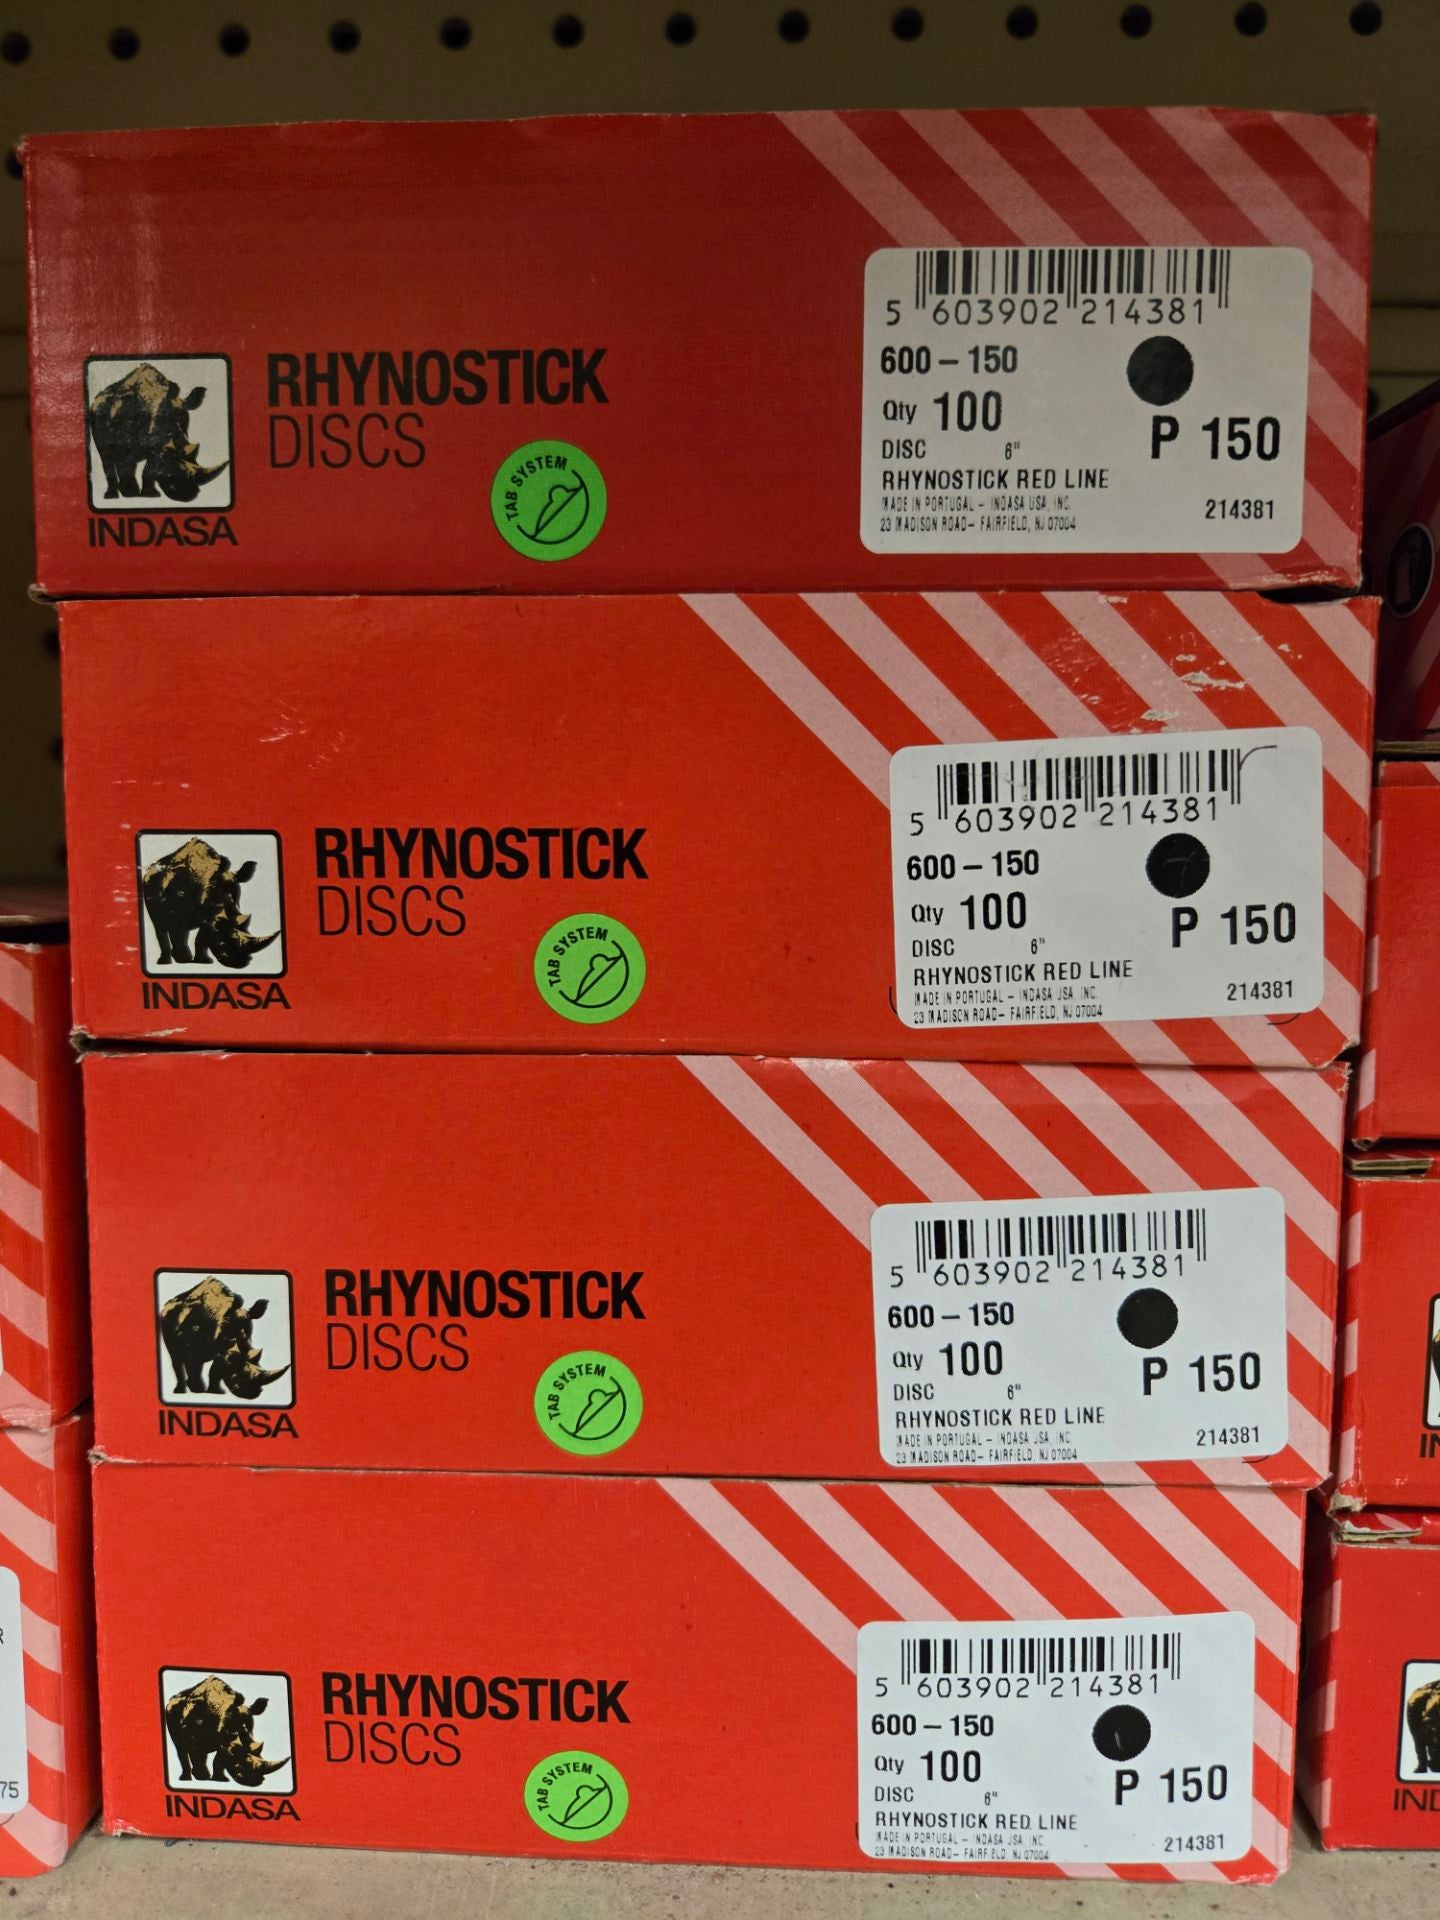 5 603902 214381
600-150
Qty 100
P 150
DISC 6"
RHYNOSTICK RED LINE
MADE IN PORTUGAL - INDASA USA, INC.
23 MADISON ROAD- FAIRFIELD, NJ 07004
214381
RHYNOSTICK
DISCS
TAB SYSTEM
INDASA
5 603902 214381
600-150
Qty 100
P 150
DISC 6"
RHYNOSTICK RED LINE
MADE IN PORTUGAL - INDASA USA, INC.
23 MADISON ROAD- FAIRFIELD, NJ 07004
214381
RHYNOSTICK
DISCS
TAB SYSTEM
INDASA
5 603902 214381
600-150
Qty 100
P 150
DISC 6"
RHYNOSTICK RED LINE
MADE IN PORTUGAL - INDASA USA, INC.
23 MADISON ROAD- FAIRFIELD, NJ 07004
214381
RHYNOSTICK
DISCS
TAB SYSTEM
INDASA
5 603902 214381
600-150
Qty 100
P 150
DISC 6"
RHYNOSTICK RED LINE
MADE IN PORTUGAL - INDASA USA, INC.
23 MADISON ROAD- FAIRFIELD, NJ 07004
214381
RHYNOSTICK
DISCS
TAB SYSTEM
INDASA
75